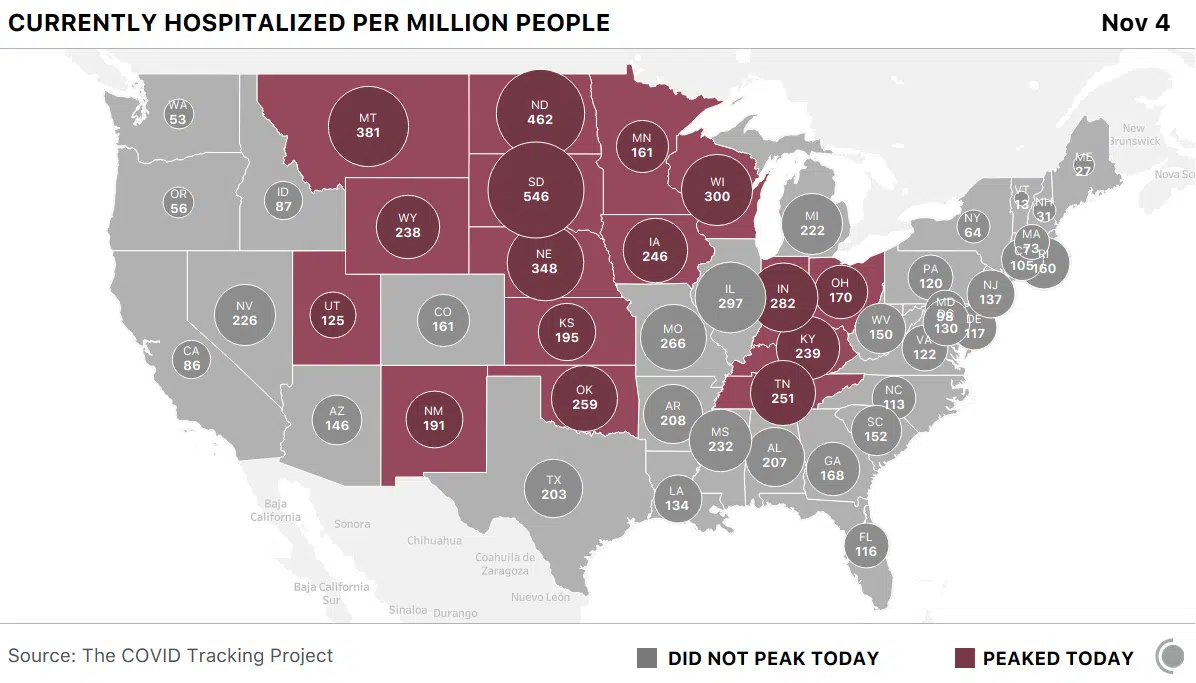 CURRENTLY HOSPITALIZED PER MILLION PEOPLE
Nov 4
WA
53
MT
381
ND
462
MN
161
New
Brunswick
ME
27
Nova Sc
OR
56
ID
87
WY
238
SD
546
WI
300
MI
222
VT
13
NH
31
NY
64
MA
73
CT
105
RI
160
NE
348
IA
246
PA
120
NJ
137
NV
226
UT
125
CO
161
KS
195
IL
297
IN
282
OH
170
MD
DC
130
DE
117
WV
150
VA
122
CA
86
MO
266
KY
239
AZ
146
NM
191
OK
259
AR
208
TN
251
NC
113
SC
152
MS
232
AL
207
GA
168
TX
203
LA
134
FL
116
Baja
California
Sonora
Chihuahua
Coahuila de
Zaragoza
Baja California
Sur
Sinaloa
Durango
Nuevo León
Source: The COVID Tracking Project
DID NOT PEAK TODAY
PEAKED TODAY